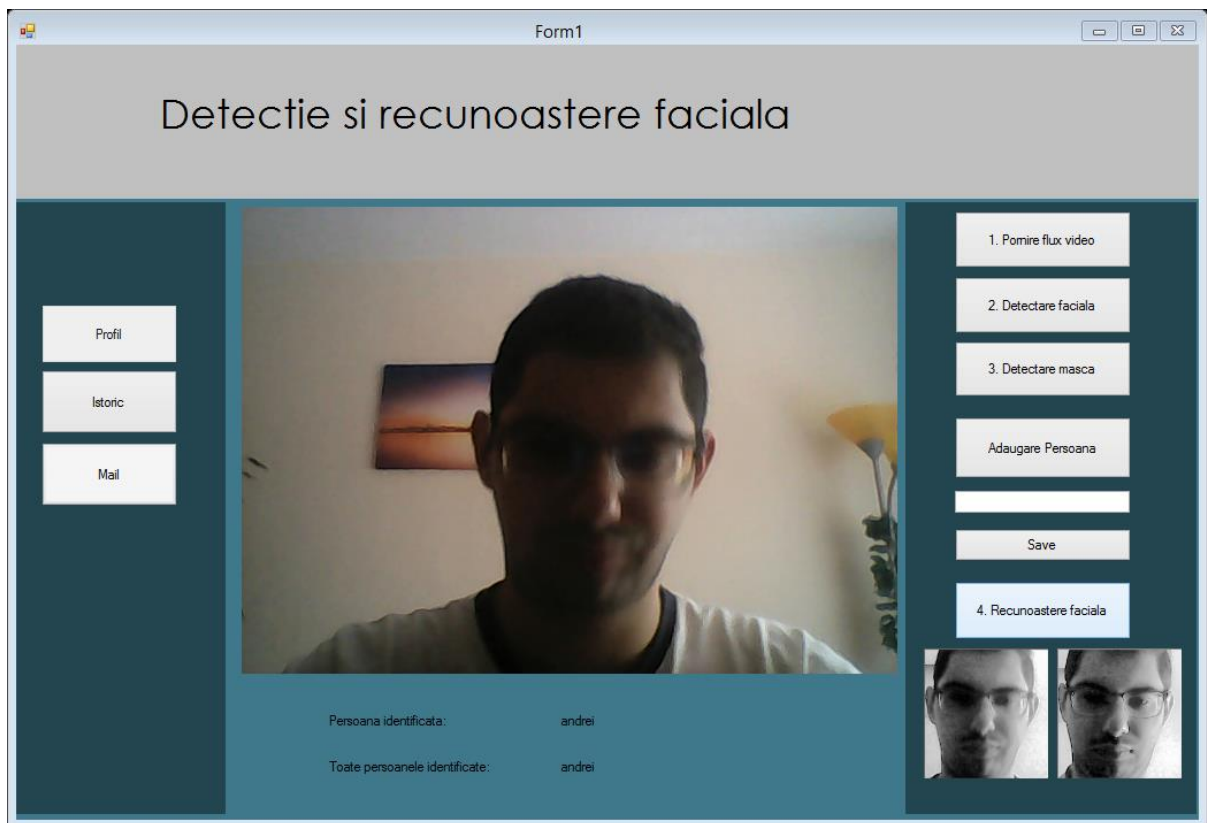 Form1
Detectie si recunoastere faciala
Profil
Istoric
Mail
1. Pornire flux video
2. Detectare faciala
3. Detectare masca
Adaugare Persoana
Save
4. Recunoastere faciala
Persoana identificata: andrei
Toate persoanele identificate: andrei